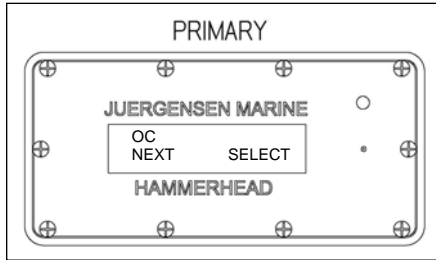 PRIMARY
JUERGENSEN MARINE
OC
NEXT SELECT
HAMMERHEAD